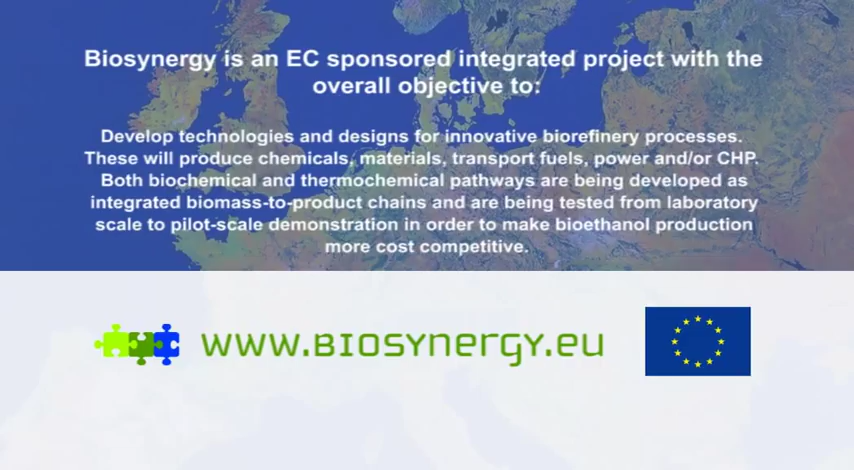 Biosynergy is an EC sponsored integrated project with the
overall objective to:
Develop technologies and designs for innovative biorefinery processes.
These will produce chemicals, materials, transport fuels, power and/or CHP.
Both biochemical and thermochemical pathways are being developed as
integrated biomass-to-product chains and are being tested from laboratory
scale to pilot-scale demonstration in order to make bioethanol production
more cost competitive.
www.BIOSYnerGY.eu